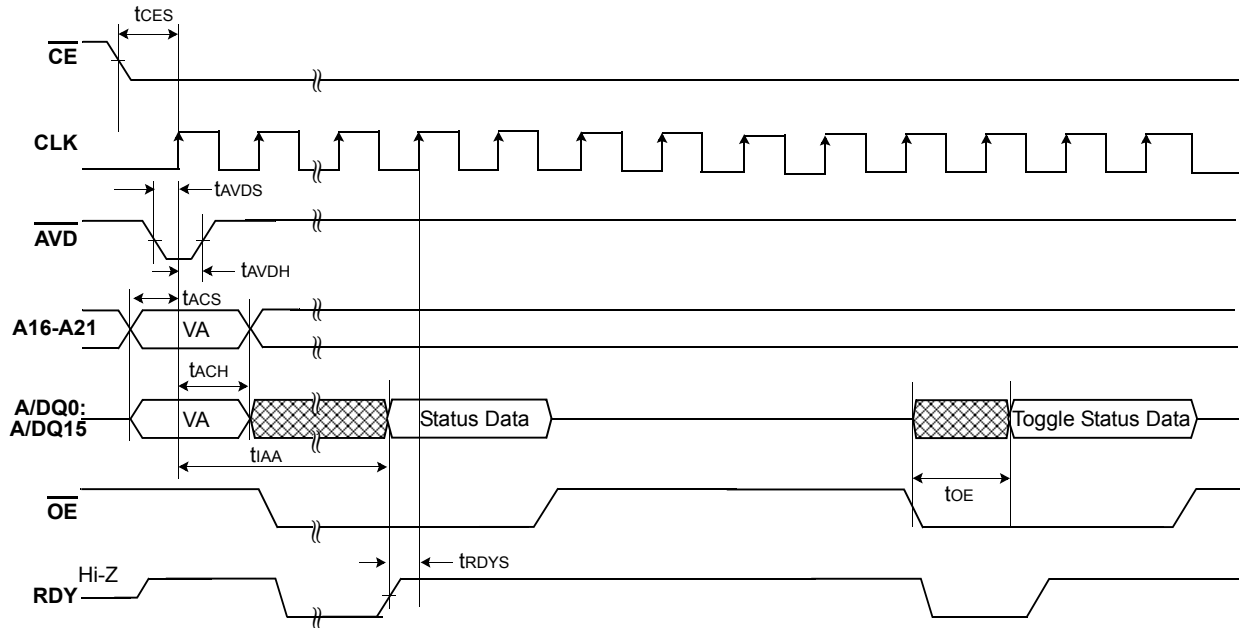 tCES
CE
CLK
tAVDS
AVD
tAVDH
tACS
A16-A21
VA
tACH
A/DQ0:
A/DQ15
VA
Status Data
Toggle Status Data
tIAA
OE
tOE
tRDYS
Hi-Z
RDY